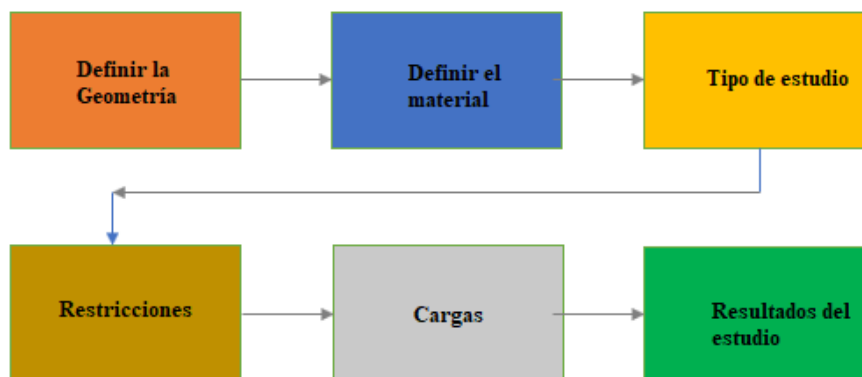 Definir la
Geometría
Definir el
material
Tipo de estudio
Restricciones
Cargas
Resultados del
estudio